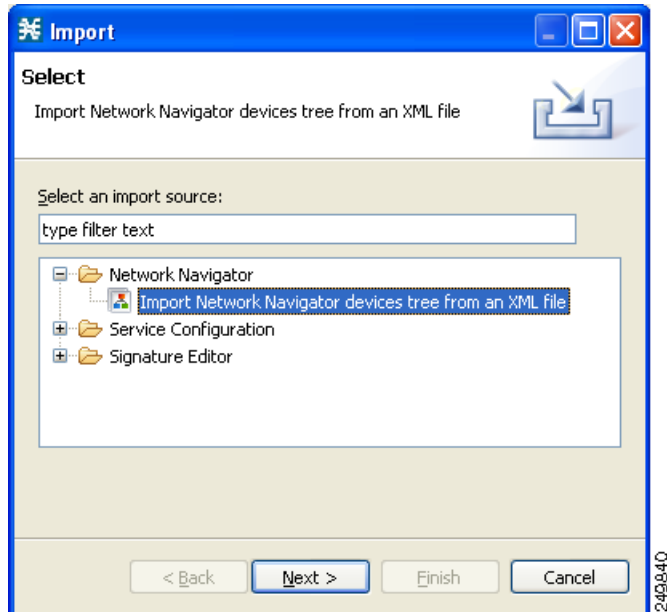 Import
Select
Import Network Navigator devices tree from an XML file
Select an import source:
type filter text
Network Navigator
Import Network Navigator devices tree from an XML file
Service Configuration
Signature Editor
< Back Next > Finish Cancel
249840